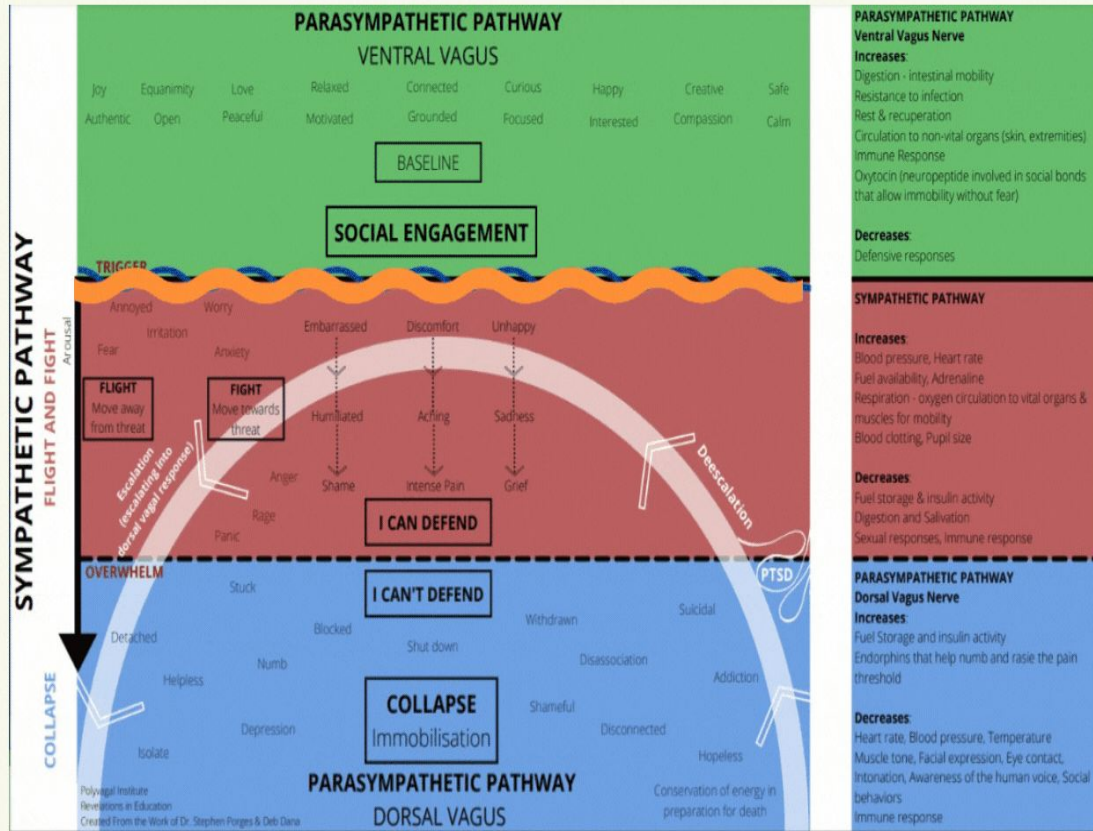 PARASYMPATHETIC PATHWAY
VENTRAL VAGUS
Joy Equanimity Love Relaxed Connected Curious Happy Creative Safe
Authentic Open Peaceful Motivated Grounded Focused Interested Compassion Calm
BASELINE
SOCIAL ENGAGEMENT
TRIGGER
SYMPATHETIC PATHWAY
FLIGHT AND FIGHT
Arousal
COLLAPSE
Annoyed Worry
Irritation
Fear Anxiety
Embarrassed Discomfort Unhappy
FLIGHT
Move away
from threat
FIGHT
Move towards
threat
Humiliated Aching Sadness
Escalation
(escalating into
dorsal vagal response)
Anger
Shame Intense Pain Grief
Rage
Panic
I CAN DEFEND
Deescalation
PTSD
OVERWHELM
I CAN'T DEFEND
Stuck
Withdrawn
Suicidal
Detached
Blocked
Shut down
Numb
Disassociation
Helpless
Addiction
COLLAPSE
Immobilisation
Shameful
Depression
Disconnected
Isolate
Hopeless
PARASYMPATHETIC PATHWAY
DORSAL VAGUS
Polyvagal Institute
Revelations in Education
Created From the Work of Dr. Stephen Porges & Deb Dana
Conservation of energy in
preparation for death
PARASYMPATHETIC PATHWAY
Ventral Vagus Nerve
Increases:
Digestion - intestinal mobility
Resistance to infection
Rest & recuperation
Circulation to non-vital organs (skin, extremities)
Immune Response
Oxytocin (neuropeptide involved in social bonds
that allow immobility without fear)
Decreases:
Defensive responses
SYMPATHETIC PATHWAY
Increases:
Blood pressure, Heart rate
Fuel availability, Adrenaline
Respiration - oxygen circulation to vital organs &
muscles for mobility
Blood clotting, Pupil size
Decreases:
Fuel storage & insulin activity
Digestion and Salivation
Sexual responses, Immune response
PARASYMPATHETIC PATHWAY
Dorsal Vagus Nerve
Increases:
Fuel Storage and insulin activity
Endorphins that help numb and rasie the pain
threshold
Decreases:
Heart rate, Blood pressure, Temperature
Muscle tone, Facial expression, Eye contact,
Intonation, Awareness of the human voice, Social
behaviors
Immune response